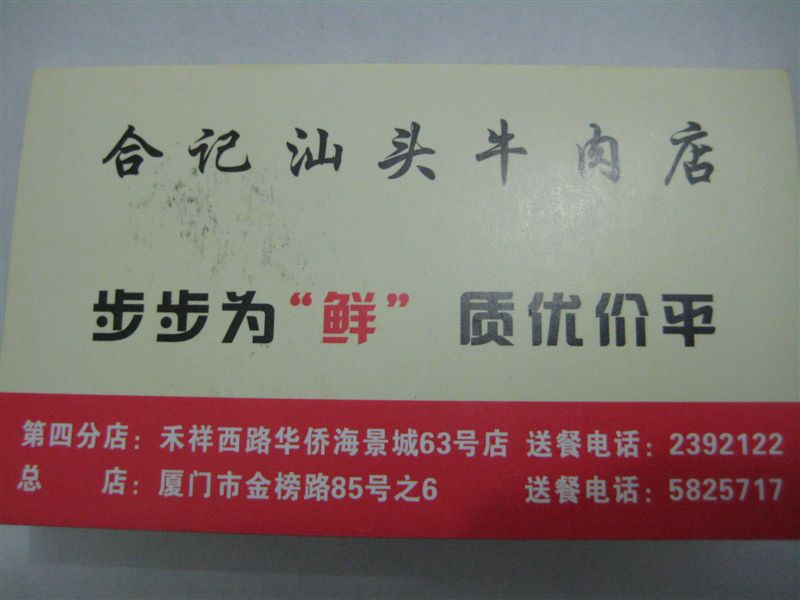 合记汕头牛肉店
步步为“鲜” 质优价平
第四分店：禾祥西路华侨海景城63号店 送餐电话：2392122
总 店：厦门市金榜路85号之6 送餐电话：5825717